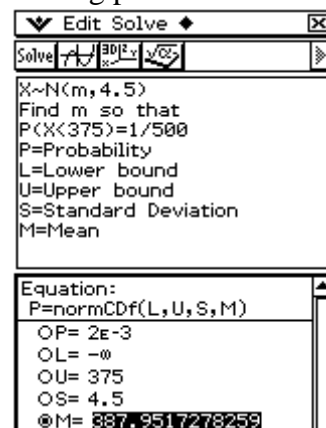 Edit Solve
Solve
X~N(m,4.5)
Find m so that
P(X<375)=1/500
P=Probability
L=Lower bound
U=Upper bound
S=Standard Deviation
M=Mean
Equation:
P=normCDf(L,U,S,M)
P= 2E-3
L= -∞
U= 375
S= 4.5
M= 387.9517278259